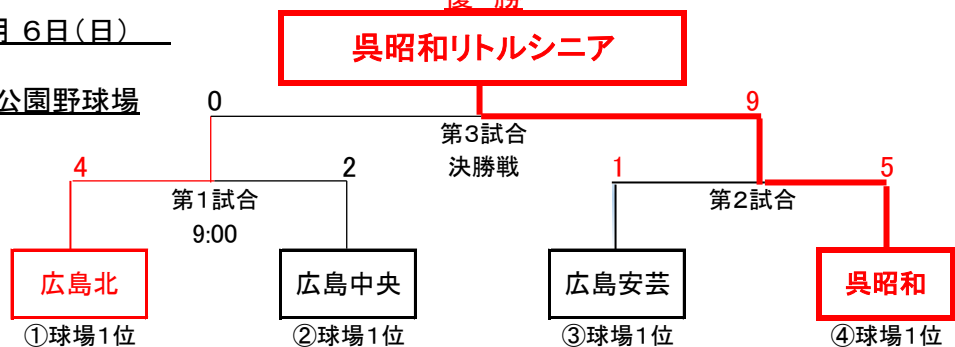 優 勝
月 6日(日)
呉昭和リトルシニア
公園野球場
0
9
第3試合
決勝戦
4
2
1
5
第1試合
第2試合
9:00
広島北
広島中央
広島安芸
呉昭和
①球場1位
②球場1位
③球場1位
④球場1位